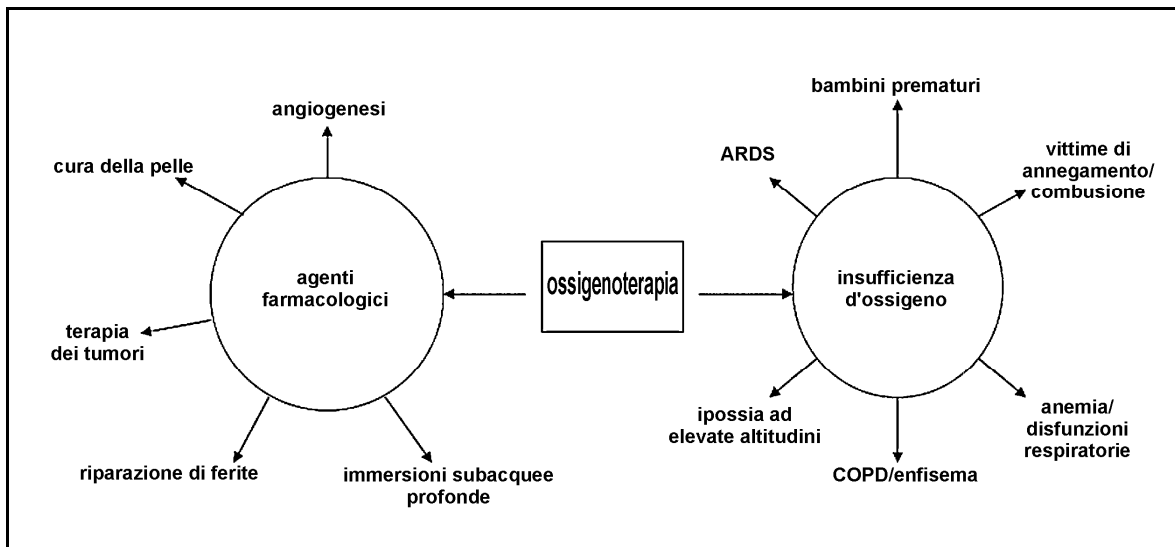 angiogenesi
cura della pelle
agenti
farmacologici
terapia
dei tumori
riparazione di ferite
immersioni subacquee
profonde
ossigenoterapia
bambini prematuri
ARDS
vittime di
annegamento/
combusione
insufficienza
d'ossigeno
ipossia ad
elevate altitudini
COPD/enfisema
anemia/
disfunzioni
respiratorie